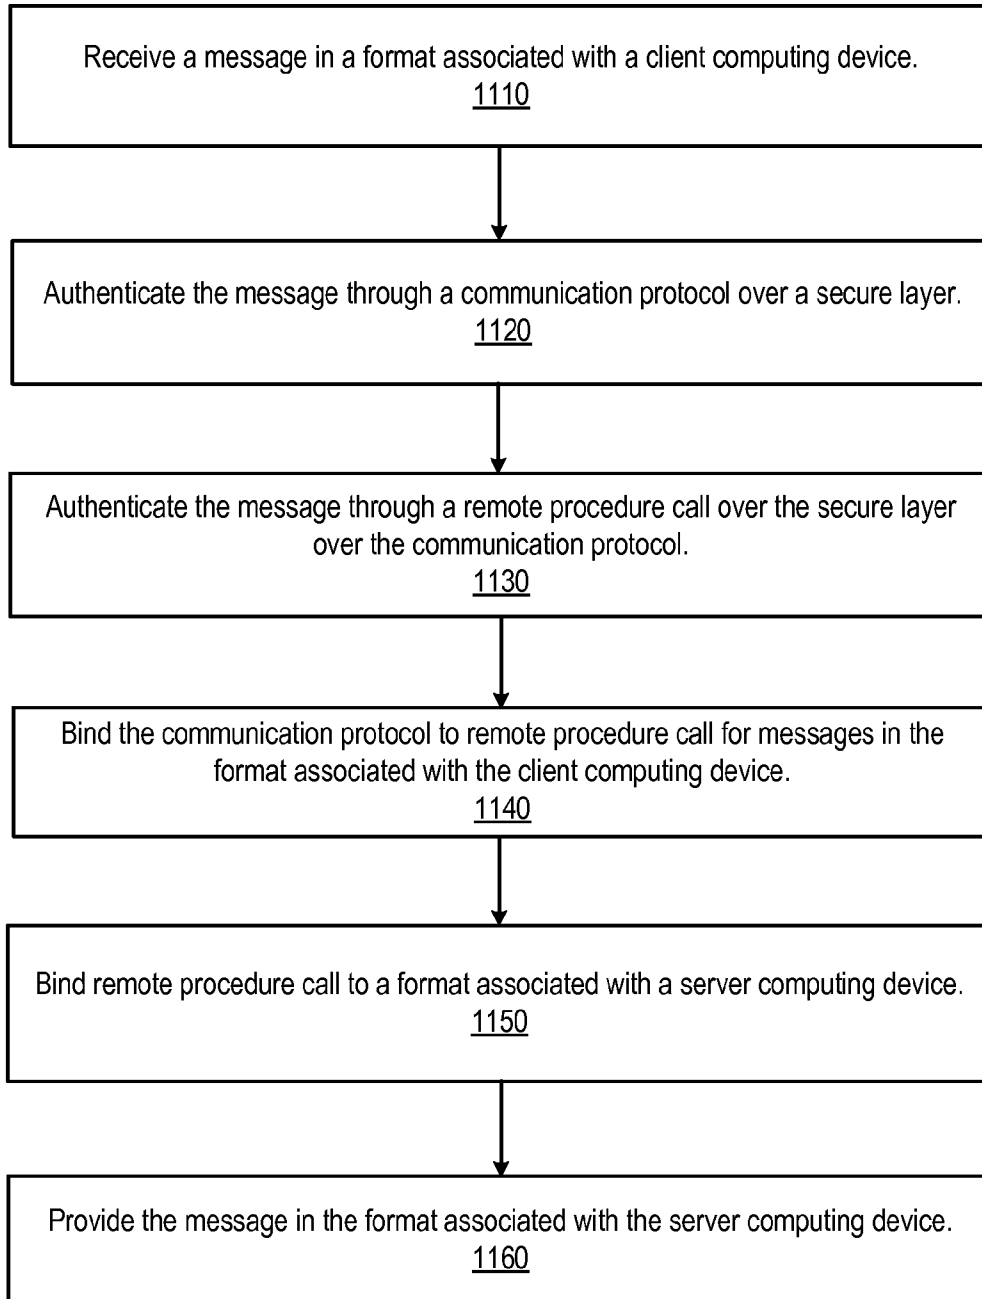 Receive a message in a format associated with a client computing device.
1110
Authenticate the message through a communication protocol over a secure layer.
1120
Authenticate the message through a remote procedure call over the secure layer
over the communication protocol.
1130
Bind the communication protocol to remote procedure call for messages in the
format associated with the client computing device.
1140
Bind remote procedure call to a format associated with a server computing device.
1150
Provide the message in the format associated with the server computing device.
1160